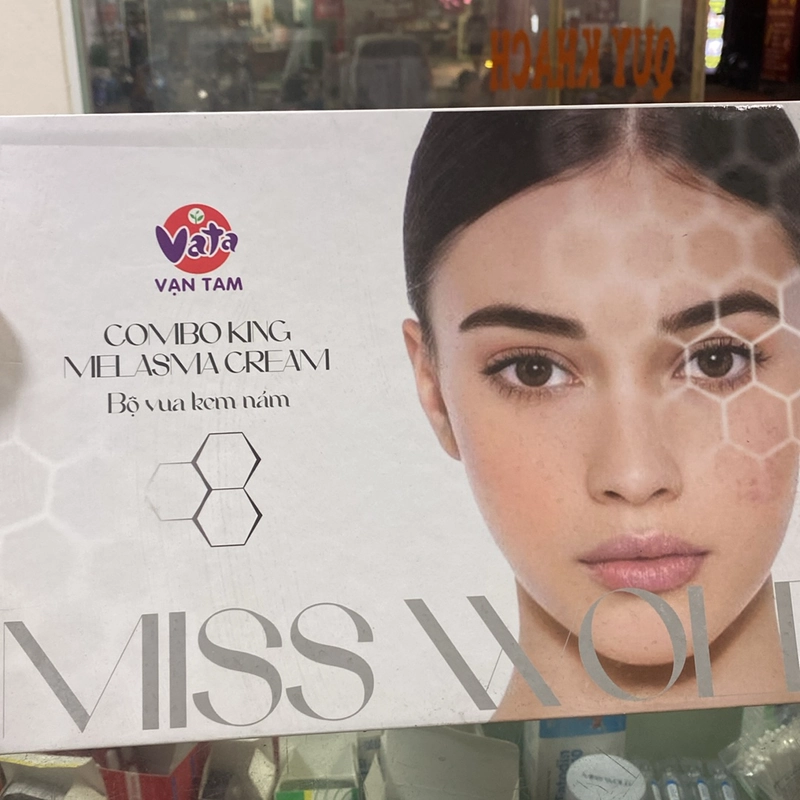 QUÝ KHÁCH
Vata
VẠN TAM
COMBO KING
MELASMA CREAM
Bộ vua kem nám
MISS